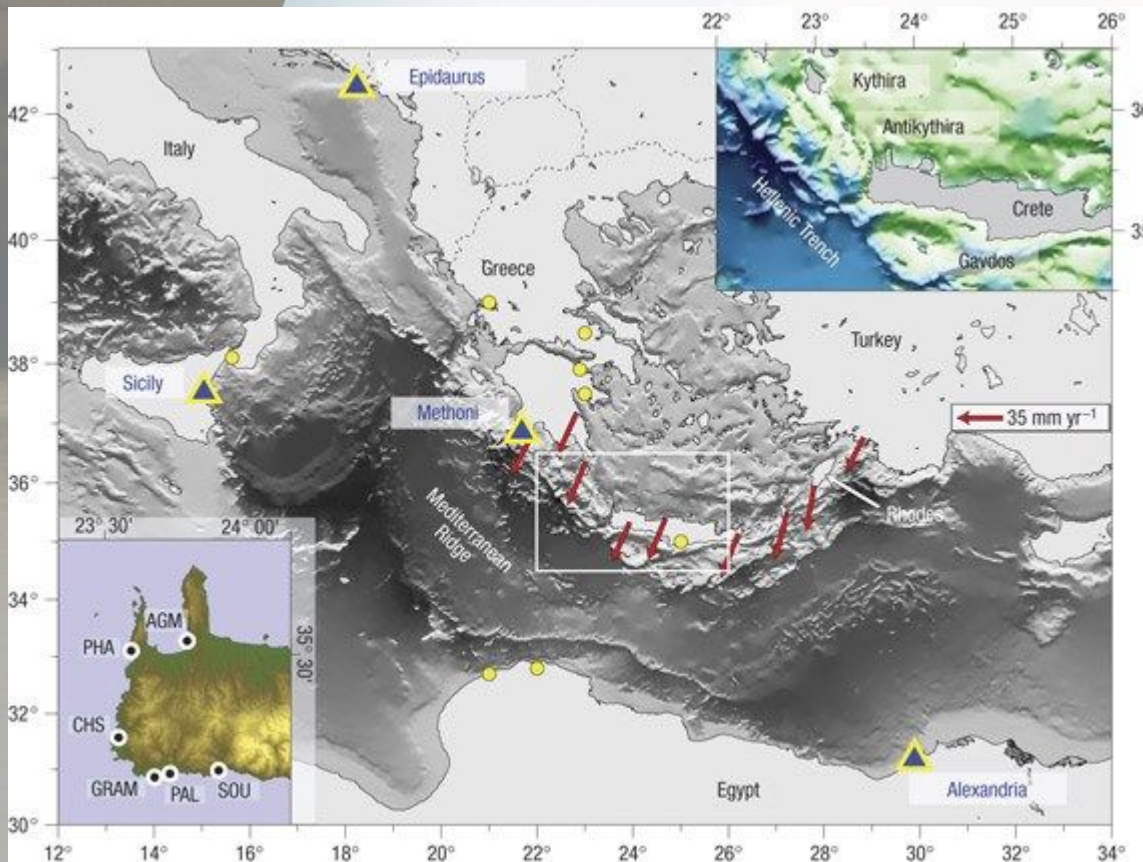 22° 23° 24° 25° 26°
Epidaurus
Kythira
42°
Antikythira
Italy
Hellenic Trench
Crete
40°
Gavdos
Greece
Turkey
38°
Sicily
Methoni
35 mm yr⁻¹
36°
Mediterranean
Ridge
Rhodes
23° 30' 24° 00'
34°
AGM
35° 30'
PHA
32°
CHS
GRAM PAL SOU
Egypt
Alexandria
30°
12° 14° 16° 18° 20° 22° 24° 26° 28° 30° 32° 34°